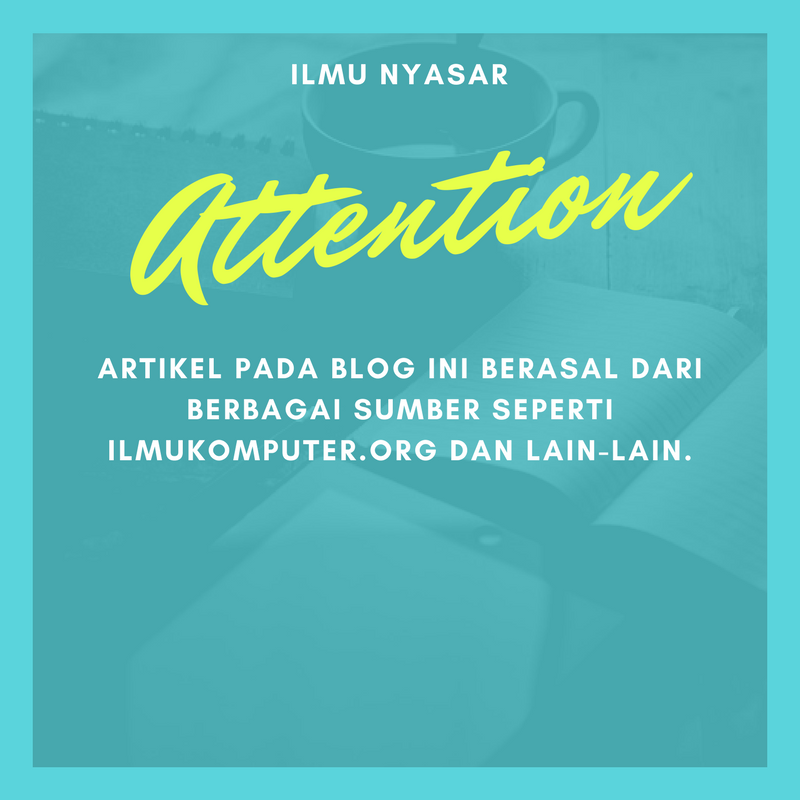 ILMU NYASAR
Attention
ARTIKEL PADA BLOG INI BERASAL DARI
BERBAGAI SUMBER SEPERTI
ILMUKOMPUTER.ORG DAN LAIN-LAIN.